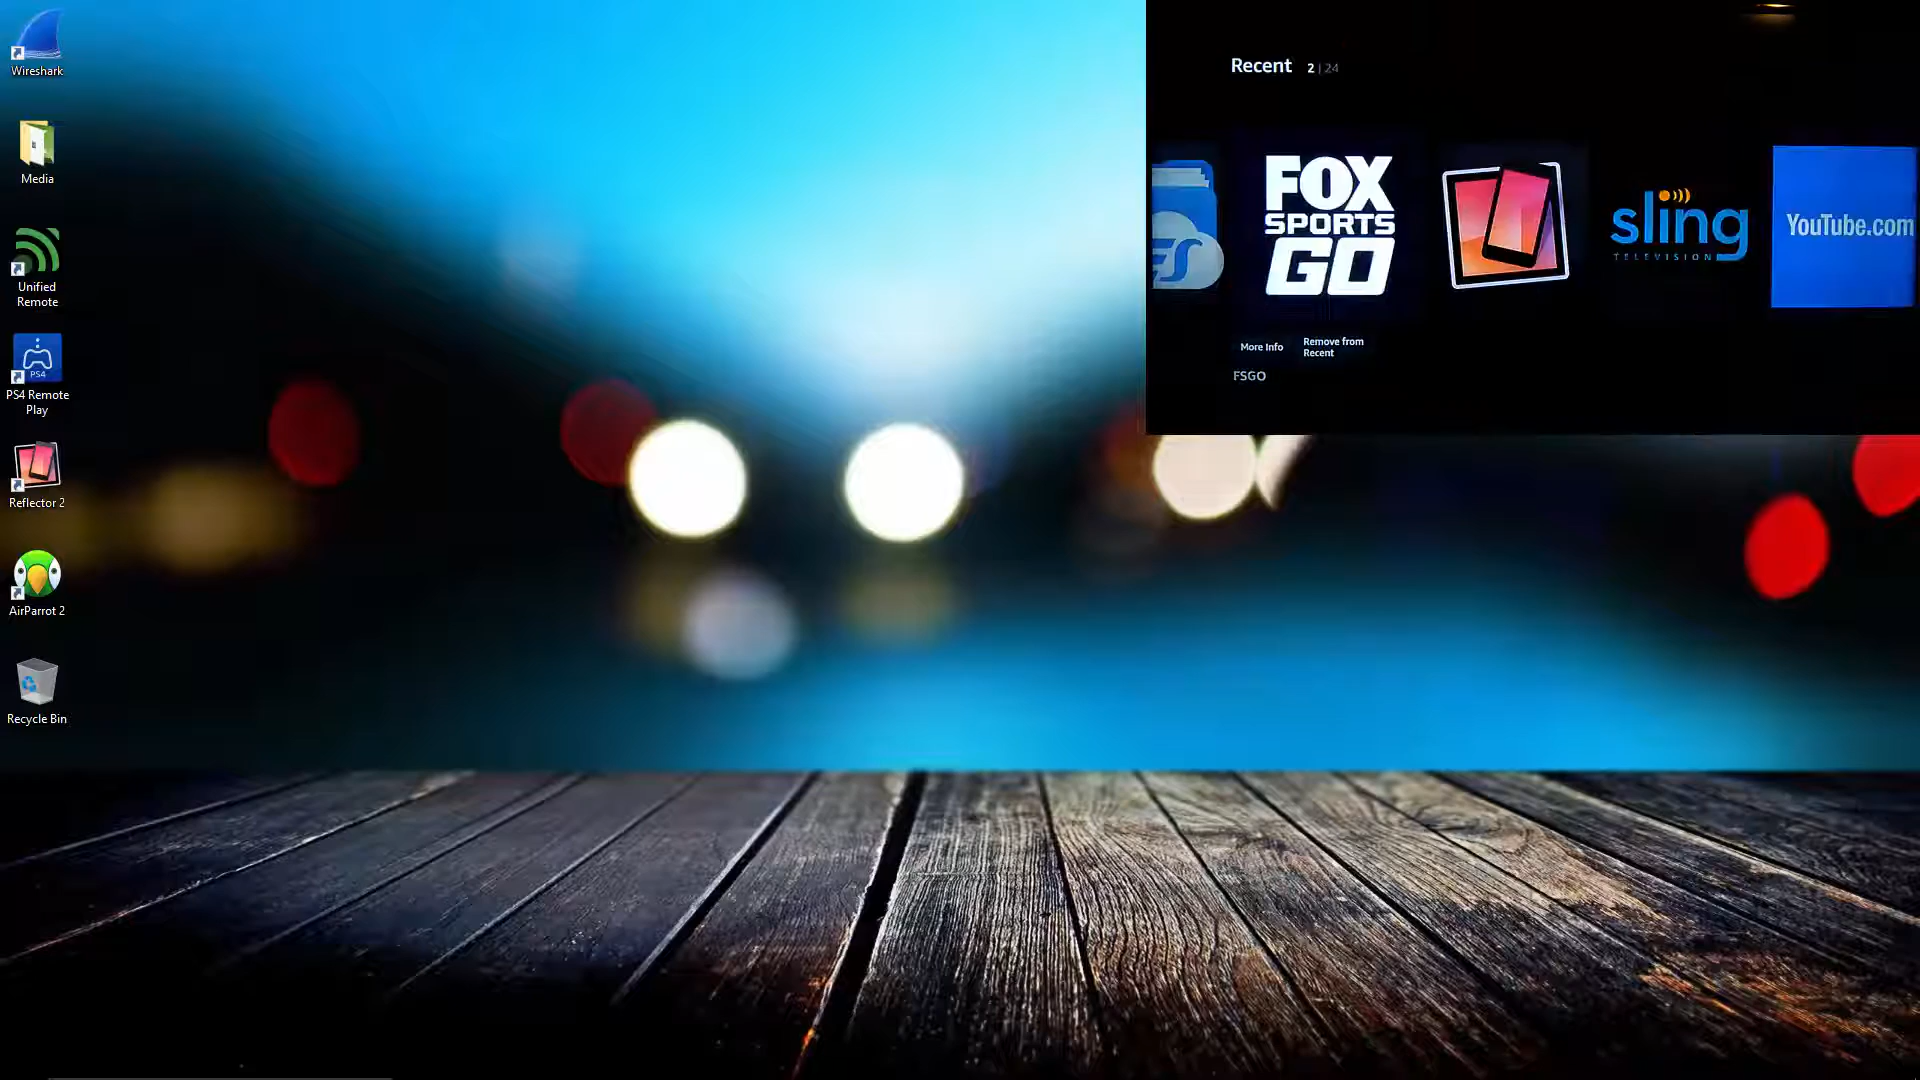 Wireshark
Media
Unified
Remote
PS4
PS4 Remote
Play
Reflector 2
AirParrot 2
Recycle Bin
Recent 2 | 24
ES
FOX
SPORTS
GO
sling
TELEVISION
YouTube.com
More Info
Remove from
Recent
FSGO